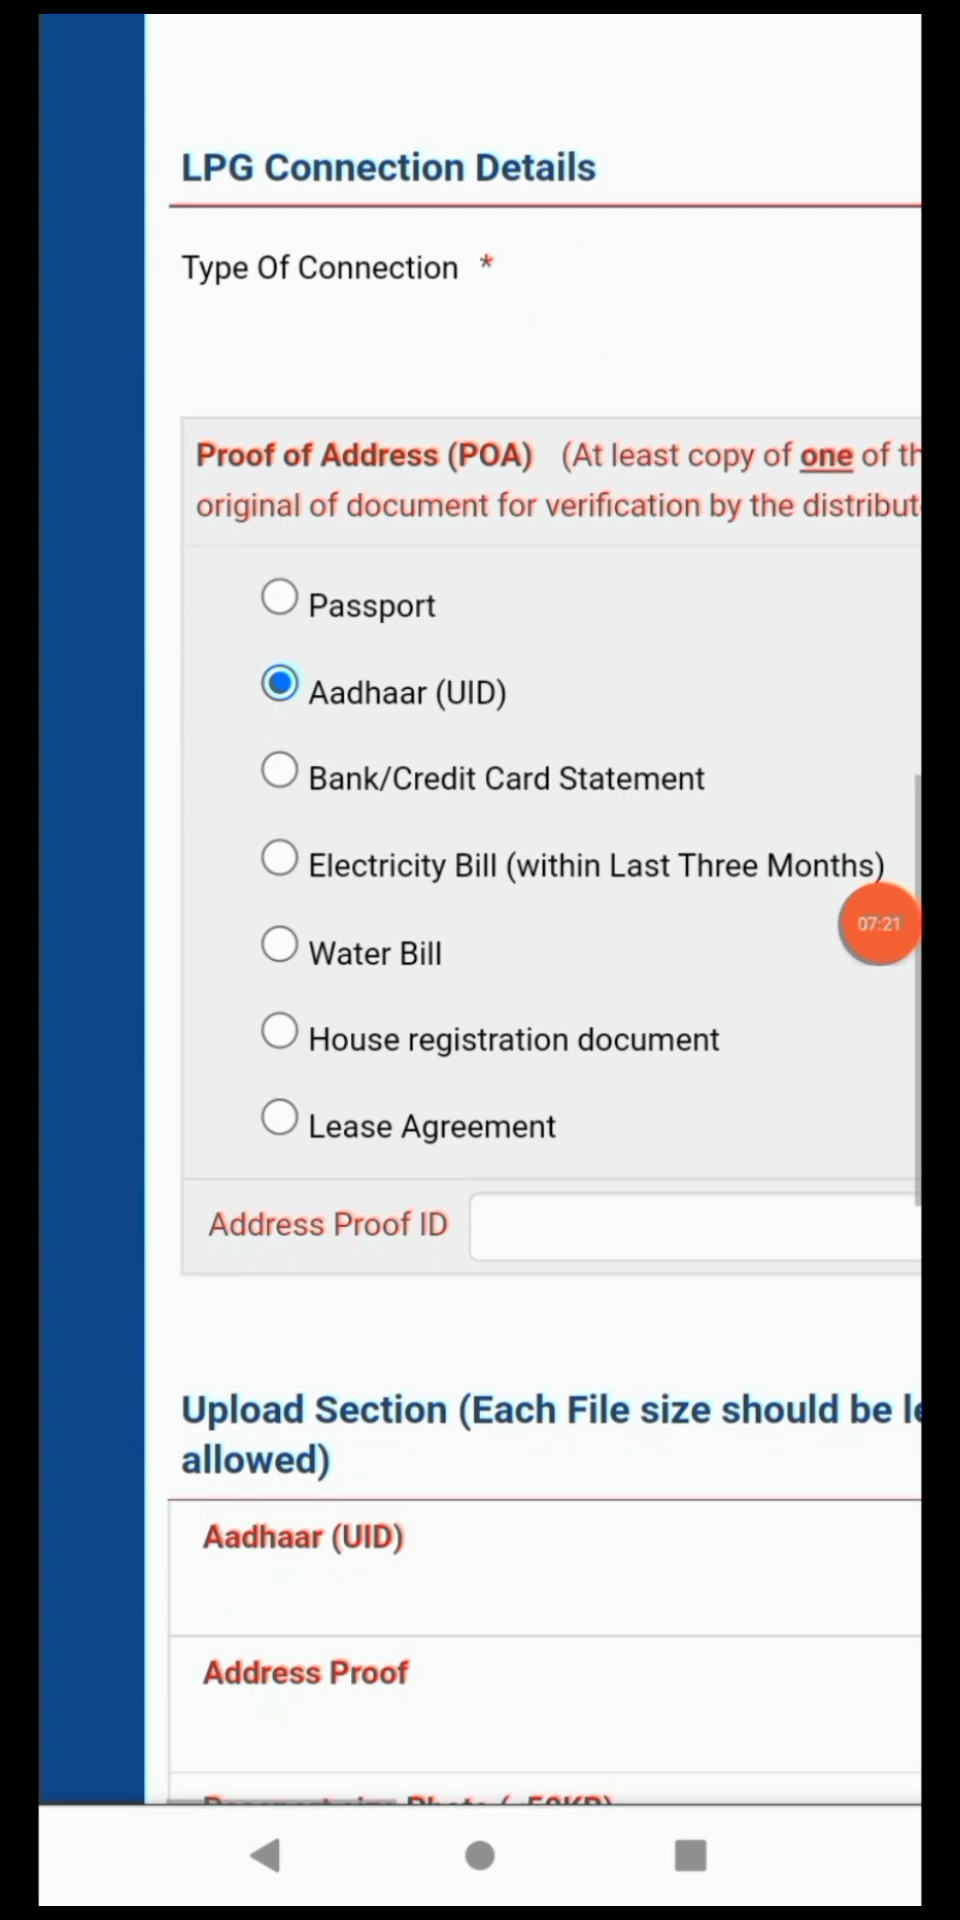 LPG Connection Details
Type Of Connection *
Proof of Address (POA) (At least copy of one of th
original of document for verification by the distribut
Passport
Aadhaar (UID)
Bank/Credit Card Statement
Electricity Bill (within Last Three Months)
07:21
Water Bill
House registration document
Lease Agreement
Address Proof ID
Upload Section (Each File size should be le
allowed)
Aadhaar (UID)
Address Proof